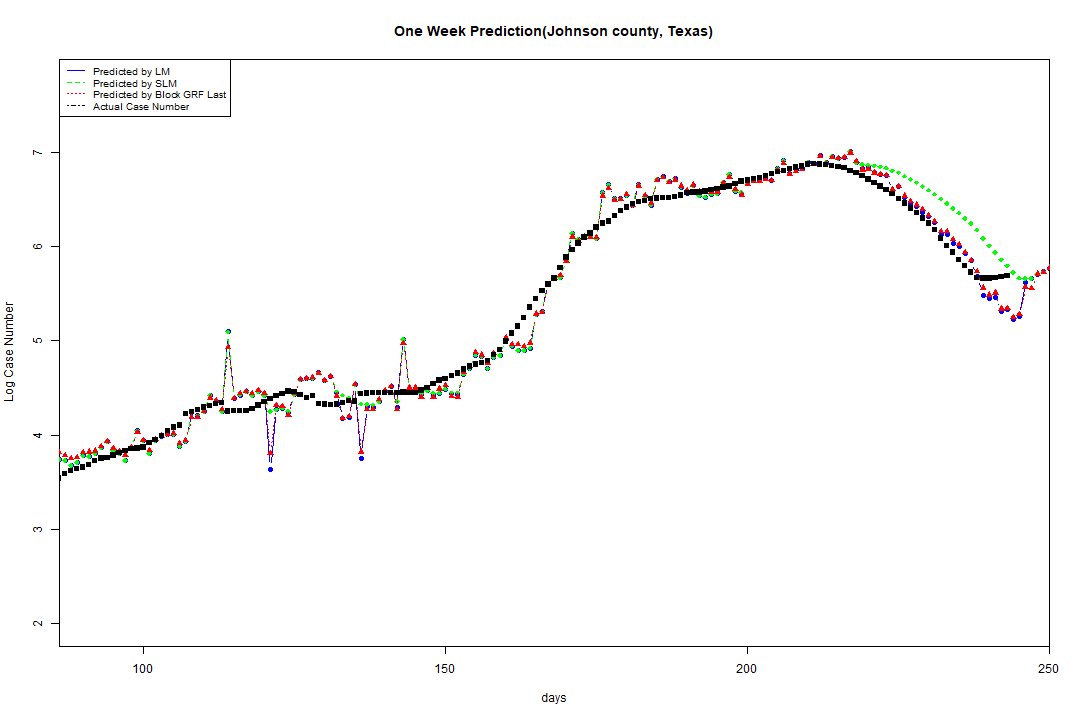 One Week Prediction(Johnson county, Texas)
Predicted by LM
Predicted by SLM
Predicted by Block GRF Last
Actual Case Number
7
6
5
4
3
2
Log Case Number
100
150
200
250
days